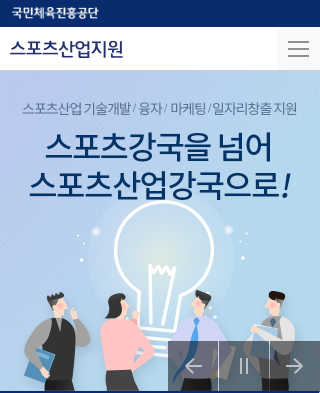 국민체육진흥공단
스포츠산업지원
스포츠산업 기술개발 / 융자 / 마케팅 / 일자리창출 지원
스포츠강국을 넘어
스포츠산업강국으로!